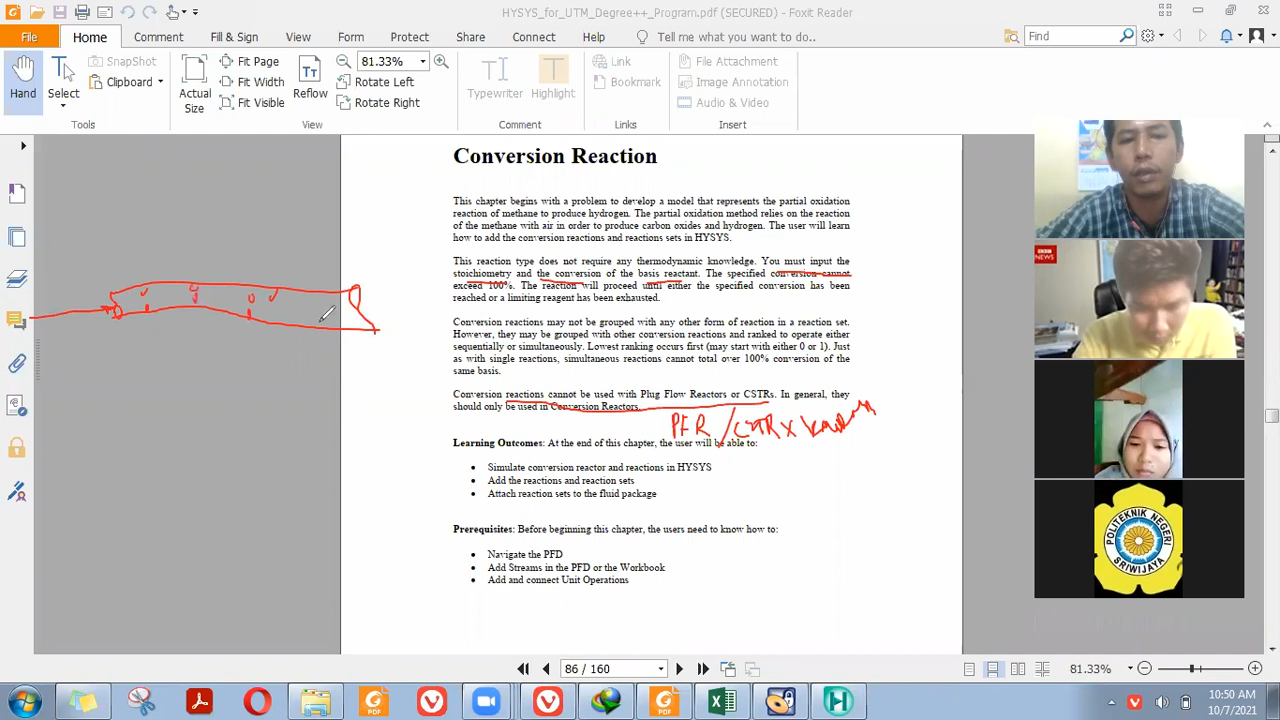 HYSYS_for_UTM_Degree++_Program.pdf (SECURED) - Foxit Reader
File Home Comment Fill & Sign View Form Protect Share Connect Help Tell me what you want to do.. Find
Hand
Select
SnapShot
Clipboard
Tools
Actual Size
Fit Page
Fit Width
Fit Visible
Reflow
81.33%
Rotate Left
Rotate Right
View
Typewriter
Highlight
Comment
Link
Bookmark
Links
File Attachment
Image Annotation
Audio & Video
Insert
Conversion Reaction
This chapter begins with a problem to develop a model that represents the partial oxidation
reaction of methane to produce hydrogen. The partial oxidation method relies on the reaction
of the methane with air in order to produce carbon oxides and hydrogen. The user will learn
how to add the conversion reactions and reactions sets in HYSYS.
This reaction type does not require any thermodynamic knowledge. You must input the
stoichiometry and the conversion of the basis reactant. The specified conversion cannot
exceed 100%. The reaction will proceed until either the specified conversion has been
reached or a limiting reagent has been exhausted.
Conversion reactions may not be grouped with any other form of reaction in a reaction set.
However, they may be grouped with other conversion reactions and ranked to operate either
sequentially or simultaneously. Lowest ranking occurs first (may start with either 0 or 1). Just
as with single reactions, simultaneous reactions cannot total over 100% conversion of the
same basis.
Conversion reactions cannot be used with Plug Flow Reactors or CSTRs. In general, they
should only be used in Conversion Reactors.
PFR / CSTR X
Learning Outcomes: At the end of this chapter, the user will be able to:
• Simulate conversion reactor and reactions in HYSYS
• Add the reactions and reaction sets
• Attach reaction sets to the fluid package
Prerequisites: Before beginning this chapter, the users need to know how to:
• Navigate the PFD
• Add Streams in the PFD or the Workbook
• Add and connect Unit Operations
BBC NEWS
POLITEKNIK NEGERI
SRIWIJAYA
86 / 160
81.33%
10:50 AM
10/7/2021